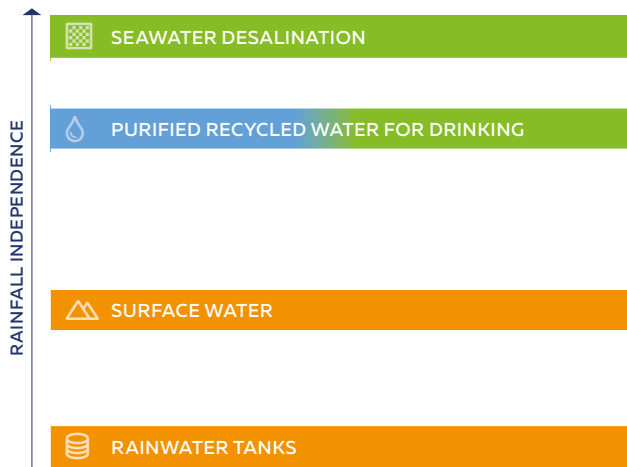 RAINFALL INDEPENDENCE
SEAWATER DESALINATION
PURIFIED RECYCLED WATER FOR DRINKING
SURFACE WATER
RAINWATER TANKS